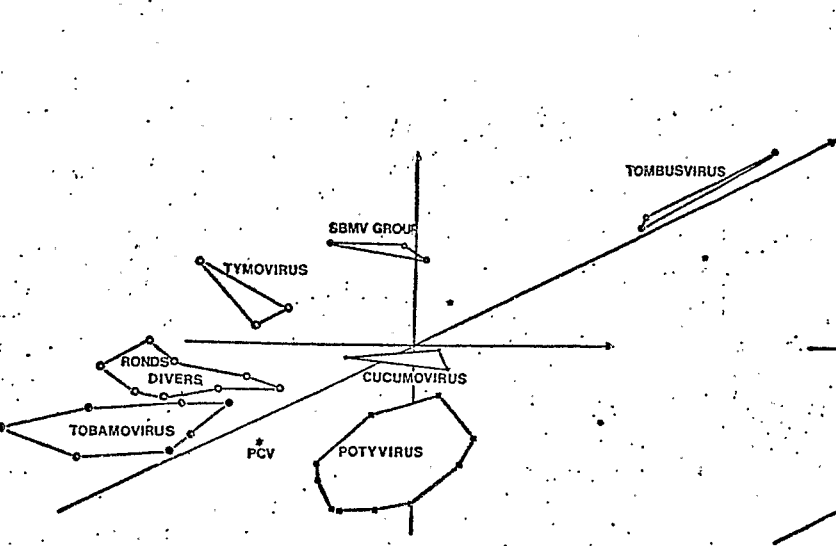 TOMBUSVIRUS
SBMV GROUP
TYMOVIRUS
RONDS
DIVERS
CUCUMOVIRUS
TOBAMOVIRUS
PCV
POTYVIRUS